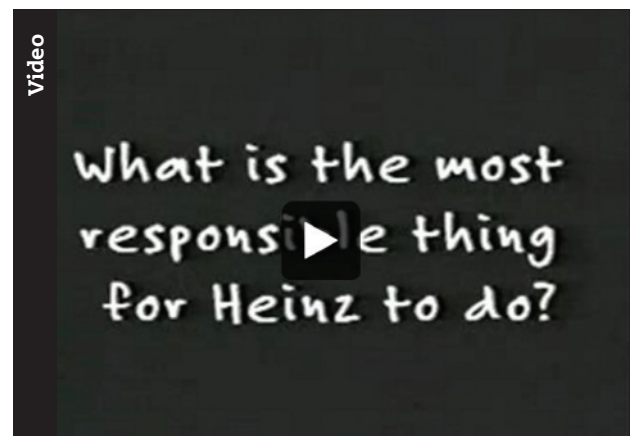 Video
What is the most
responsible thing
for Heinz to do?